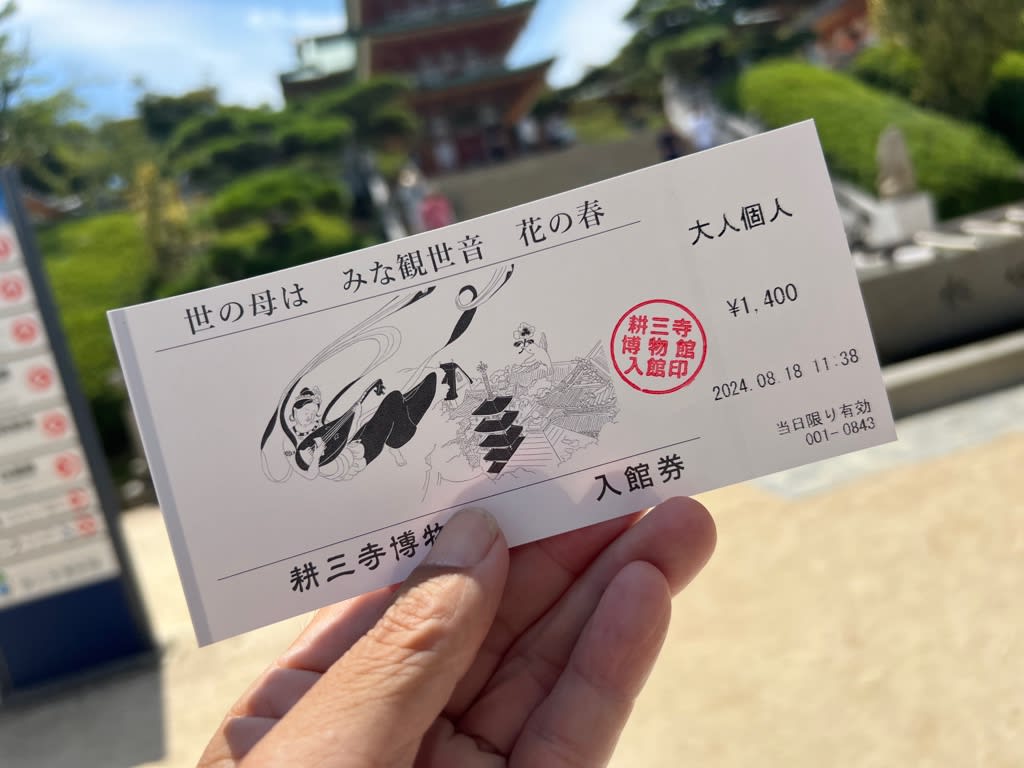 世の母は みな観世音 花の春
大人個人
¥1,400
耕三寺
博物館
入館印
2024.08.18 11:38
当日限り有効
001-0843
入館券
耕三寺博物